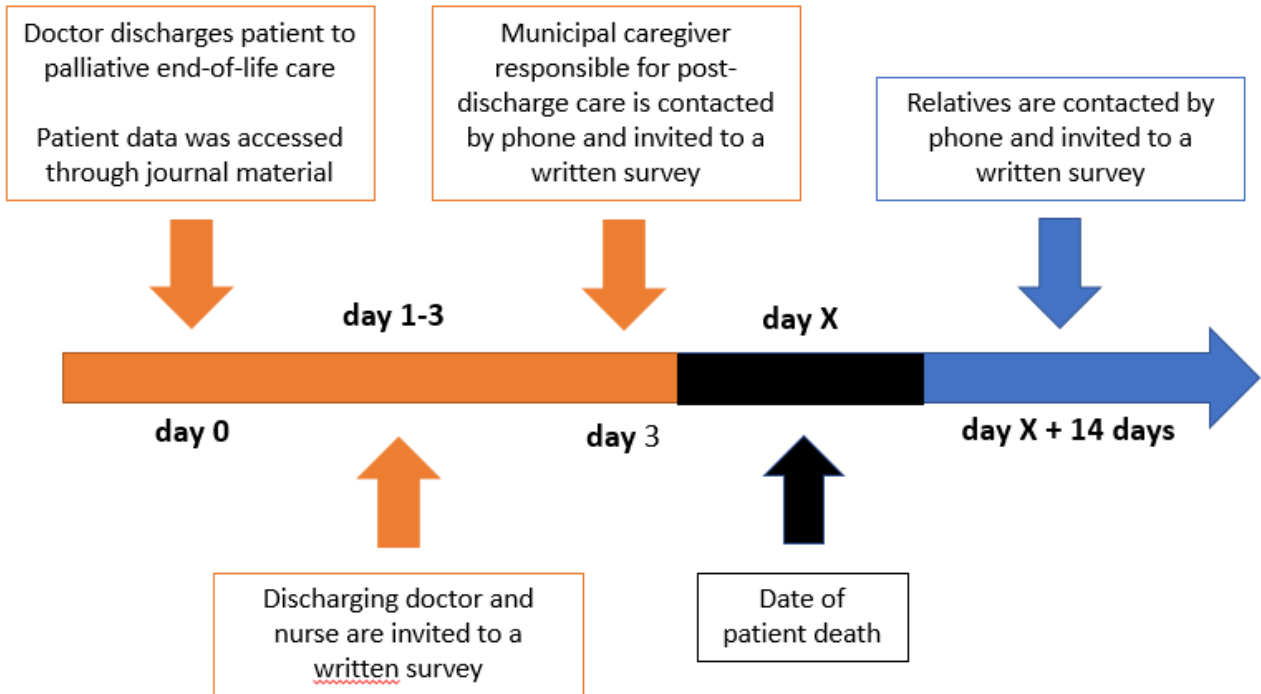 Doctor discharges patient to
palliative end-of-life care
Patient data was accessed
through journal material
Municipal caregiver
responsible for post-
discharge care is contacted
by phone and invited to a
written survey
Relatives are contacted by
phone and invited to a
written survey
day 1-3
day X
day 0
day 3
day X + 14 days
Discharging doctor and
nurse are invited to a
written survey
Date of
patient death